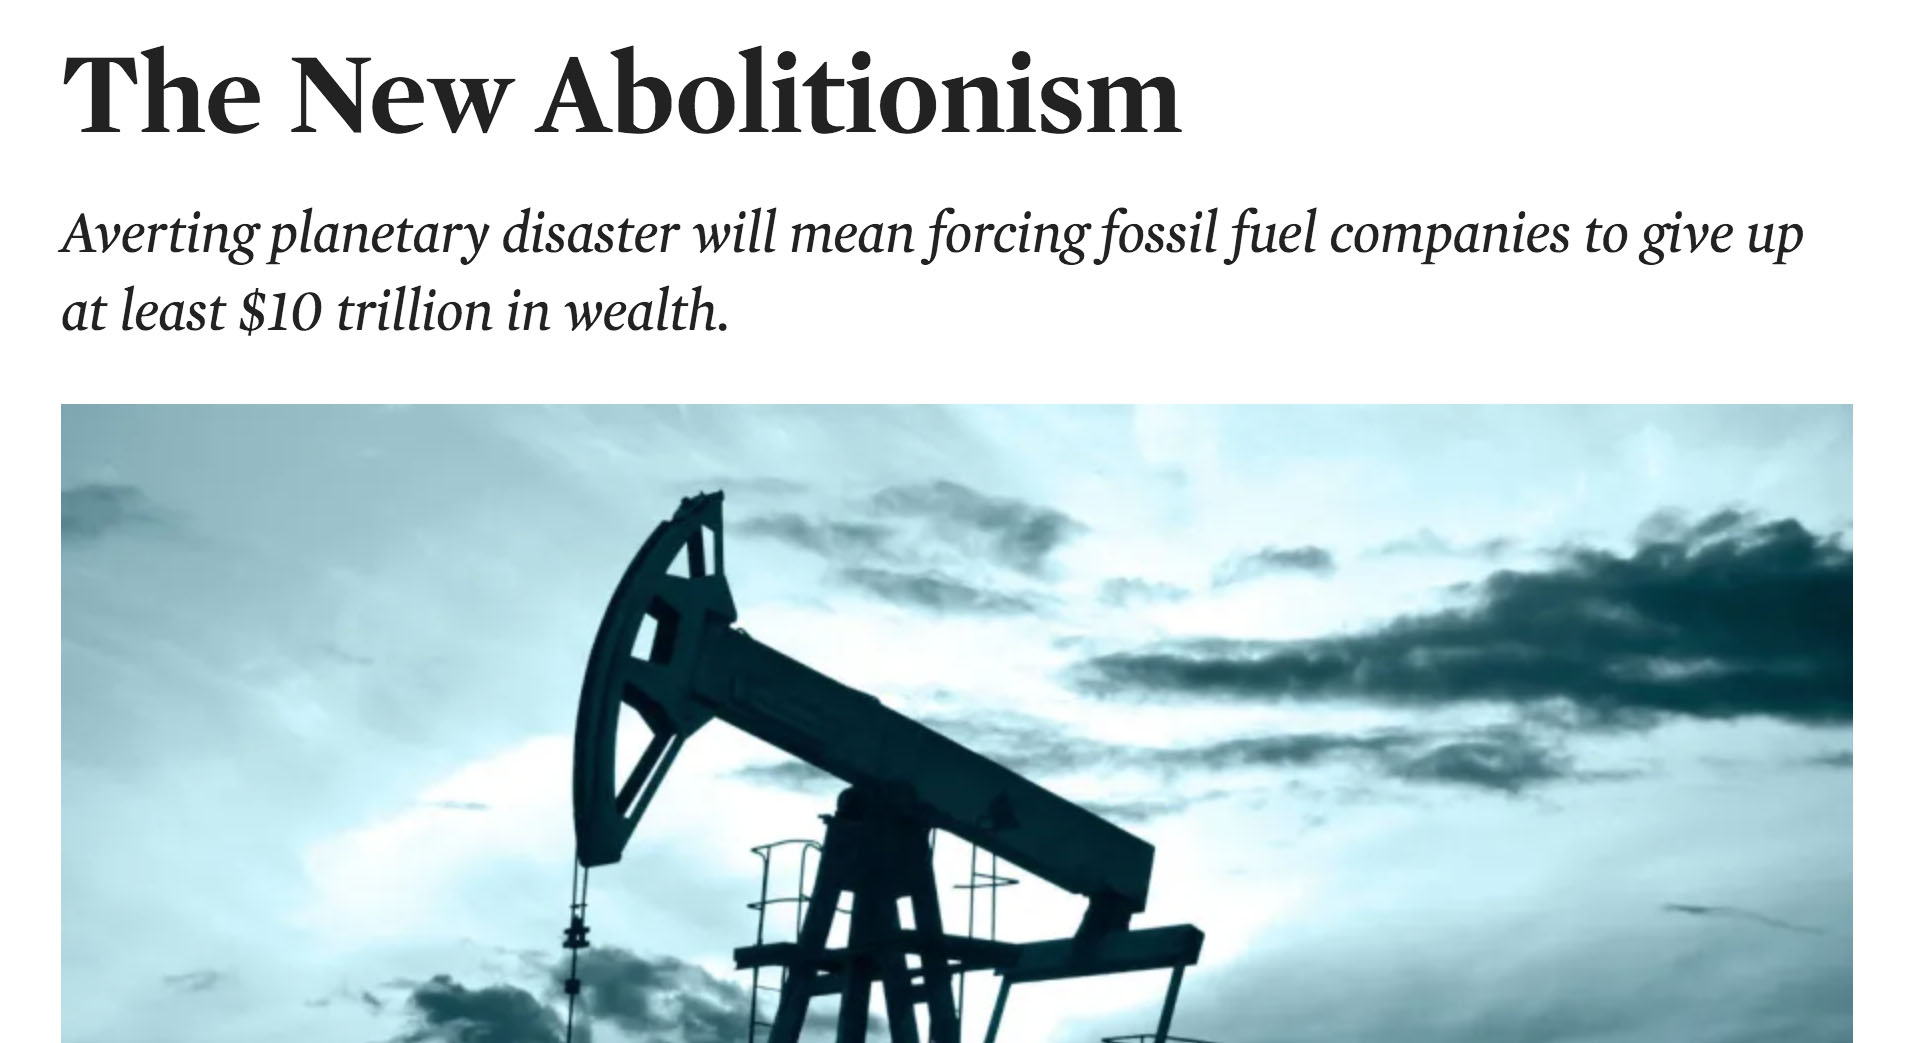 The New Abolitionism
Averting planetary disaster will mean forcing fossil fuel companies to give up
at least $10 trillion in wealth.